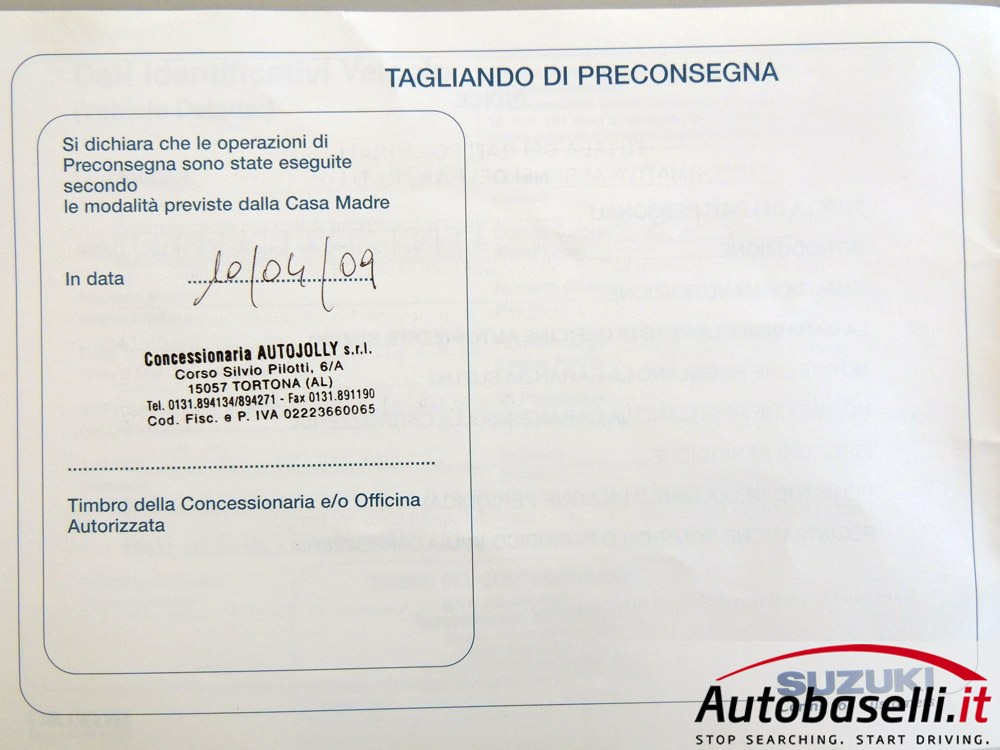 TAGLIANDO DI PRECONSEGNA
Si dichiara che le operazioni di
Preconsegna sono state eseguite
secondo
le modalità previste dalla Casa Madre
In data 10/04/09
Concessionaria AUTOJOLLY s.r.l.
Corso Silvio Pilotti, 6/A
15057 TORTONA (AL)
Tel. 0131.894134/894271 - Fax 0131.891190
Cod. Fisc. e P. IVA 02223660065
Timbro della Concessionaria e/o Officina
Autorizzata
SUZUKI
Autobaselli.it
STOP SEARCHING. START DRIVING.